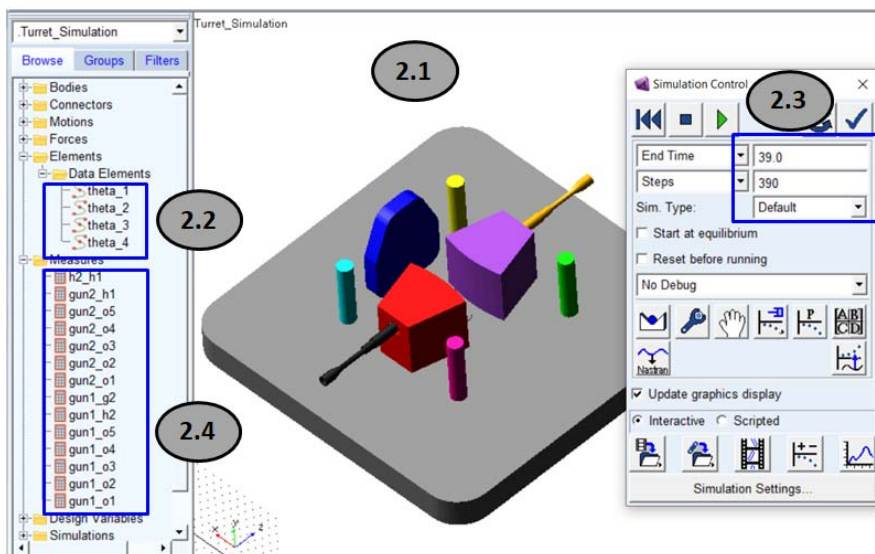 .Turret_Simulation
Browse Groups Filters
Bodies
Connectors
Motions
Forces
Elements
Data Elements
theta_1
theta_2
theta_3
theta_4
Measures
h2_h1
gun2_h1
gun2_o5
gun2_o4
gun2_o3
gun2_o2
gun2_o1
gun1_g2
gun1_h2
gun1_o5
gun1_o4
gun1_o3
gun1_o2
gun1_o1
Design Variables
Simulations
2.2
2.4
Turret_Simulation
2.1
x
y
z
Simulation Control
2.3
End Time 39.0
Steps 390
Sim. Type: Default
Start at equilibrium
Reset before running
No Debug
P
A B
C D
Nastran
Update graphics display
Interactive Scripted
Simulation Settings...